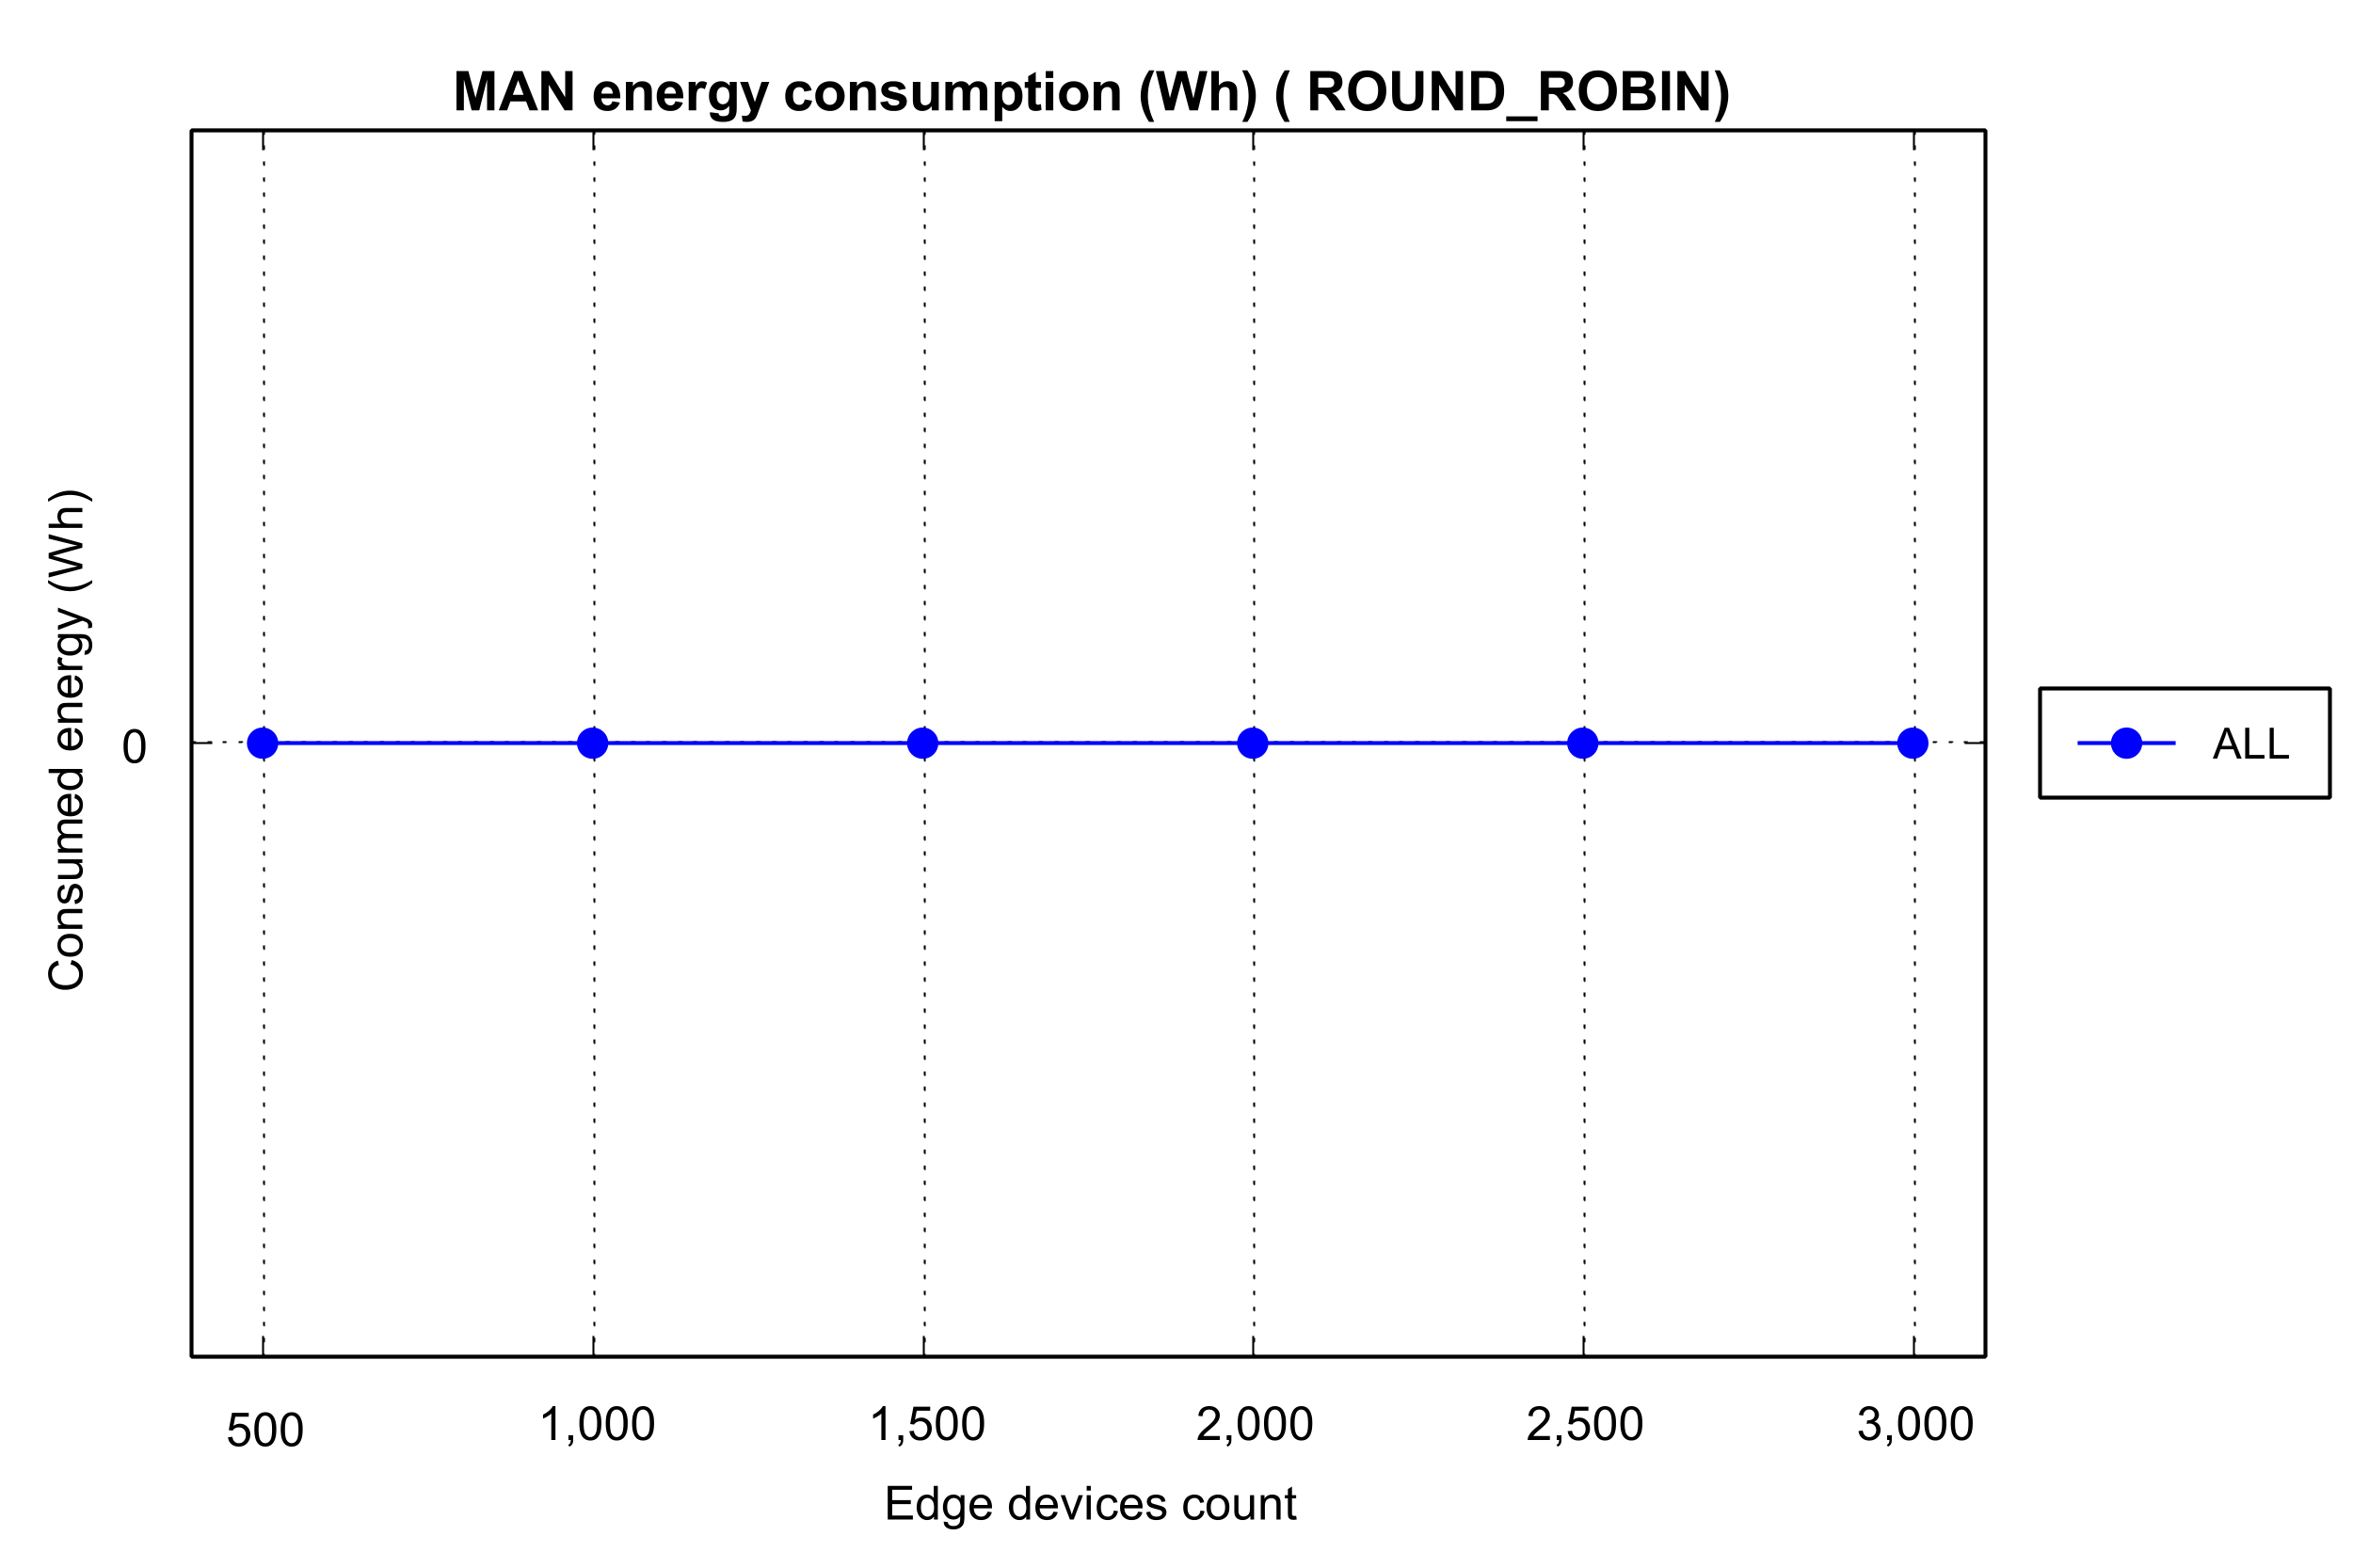 MAN energy consumption (Wh) ( ROUND_ROBIN)
Consumed energy (Wh)
0
ALL
500
1,000
1,500
2,000
2,500
3,000
Edge devices count